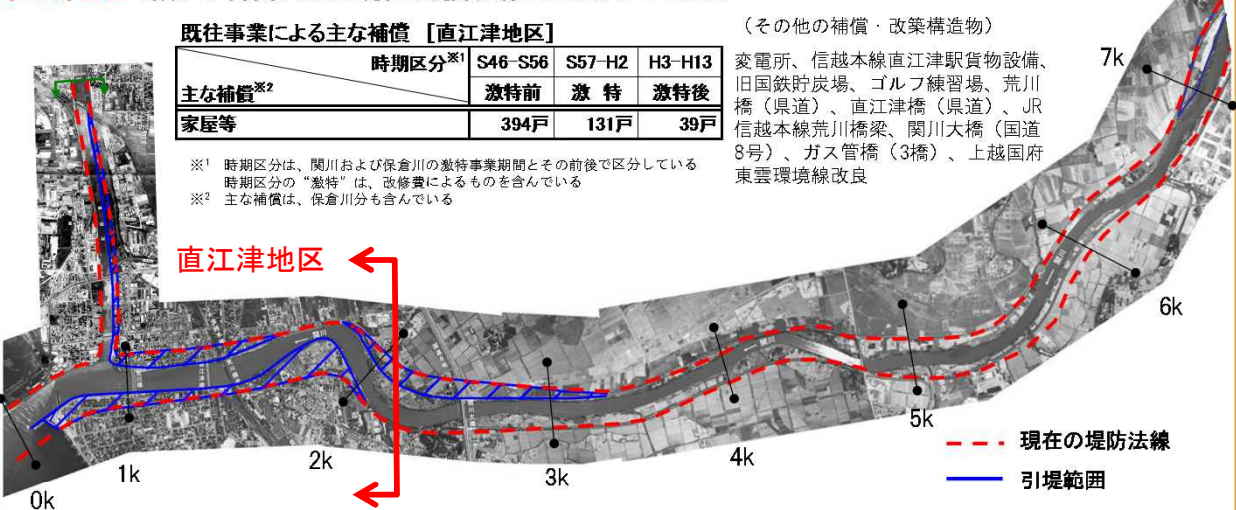 既往事業による主な補償 [直江津地区]
時期区分※1 S46-S56 S57-H2 H3-H13
主な補償※2 激特前 激 特 激特後
家屋等 394戸 131戸 39戸
※1 時期区分は、関川および保倉川の激特事業期間とその前後で区分している
時期区分の“激特”は、改修費によるものを含んでいる
※2 主な補償は、保倉川分も含んでいる
(その他の補償・改築構造物)
変電所、信越本線直江津駅貨物設備、
旧国鉄貯炭場、ゴルフ練習場、荒川
橋(県道)、直江津橋(県道)、JR
信越本線荒川橋梁、関川大橋(国道
8号)、ガス管橋(3橋)、上越国府
東雲環境線改良
直江津地区
7k
6k
5k
4k
3k
2k
1k
0k
関川
現在の堤防法線
引堤範囲